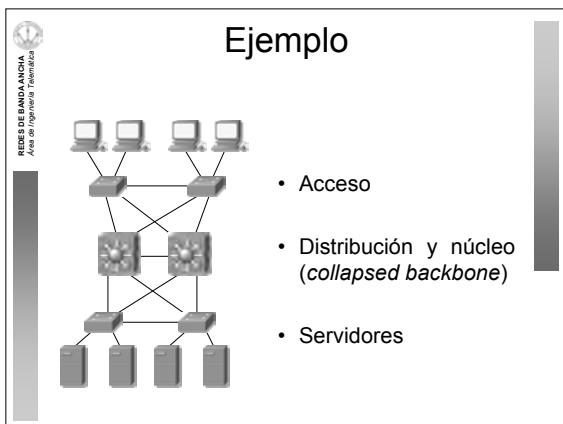 Ejemplo
REDES DE BANDA ANCHA
Área de Ingeniería Telemática
• Acceso
• Distribución y núcleo
(collapsed backbone)
• Servidores